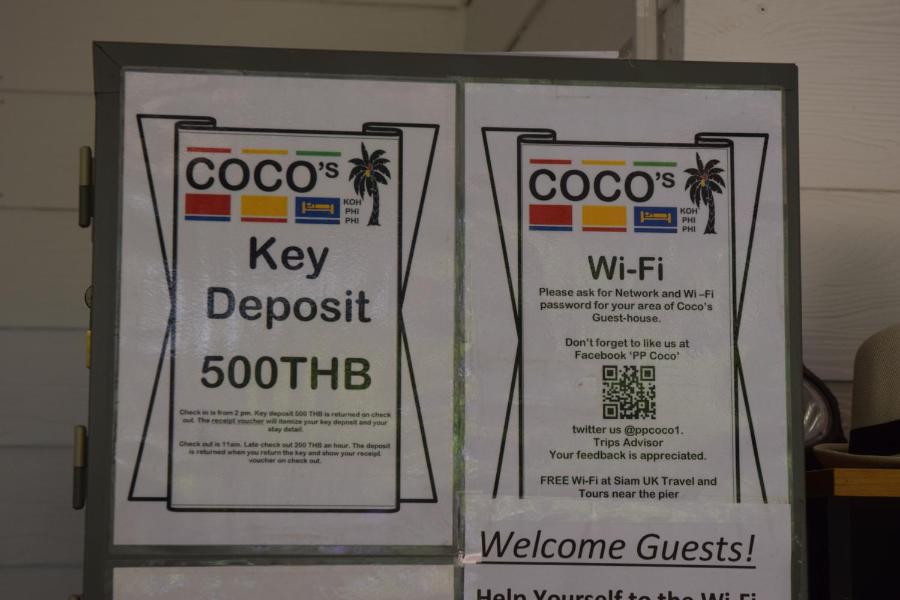 COCO's
KOH
PHI
PHI
Key
Deposit
500THB
Check in is from 2 pm. Key deposit 500 THB is returned on check
out. The receipt voucher will itemize your key deposit and your
stay detail.
Check out is 11am. Late check out 200 THB an hour. The deposit
is returned when you return the key and show your receipt
voucher on check out.
COCO's
KOH
PHI
PHI
Wi-Fi
Please ask for Network and Wi –Fi
password for your area of Coco's
Guest-house.
Don't forget to like us at
Facebook 'PP Coco'
twitter us @ppcoco1.
Trips Advisor
Your feedback is appreciated.
FREE Wi-Fi at Siam UK Travel and
Tours near the pier
Welcome Guests!
Help Yourself to the Wi-Fi